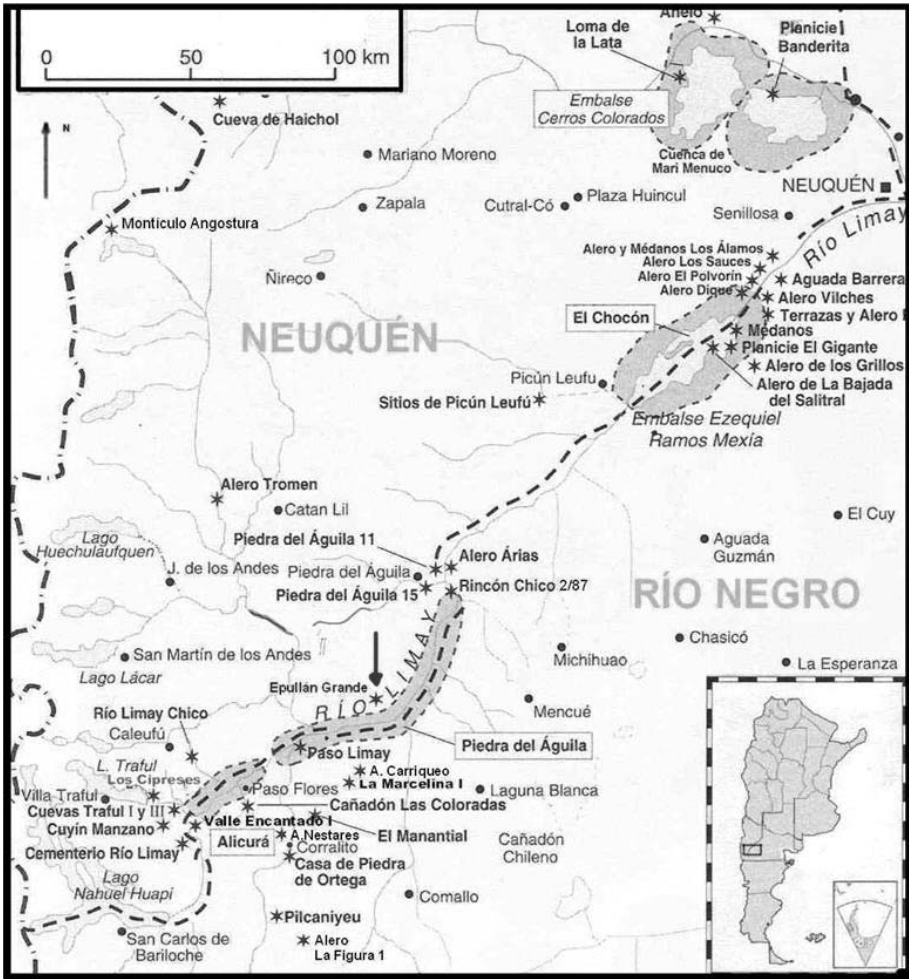 0 50 100 km
N
Añelo
Loma de
la Lata
Planicie
Banderita
Embalse
Cerros Colorados
Cuenca de
Mari Menuco
Cueva de Haichol
Mariano Moreno
Zapala
Cutral-Có
Plaza Huincul
NEUQUÉN
Senillosa
Río Limay
Montículo Angostura
Ñireco
Alero y Médanos Los Álamos
Alero Los Sauces
Alero El Polvorín
Alero Dique
Aguada Barrera
Alero Vilches
Terrazas y Alero
Médanos
Planicie El Gigante
Alero de los Grillos
Alero de La Bajada
del Salitral
El Chocón
NEUQUÉN
Picún Leufu
Sitios de Picún Leufú
Embalse Ezequiel
Ramos Mexía
Alero Tromen
Catan Lil
El Cuy
Aguada
Guzmán
Lago
Huechulaufquen
J. de los Andes
Piedra del Águila 11
Alero Árias
Piedra del Águila
Piedra del Águila 15
Rincón Chico 2/87
RÍO NEGRO
Chasicó
Michihuao
La Esperanza
San Martín de los Andes
Lago Lácar
Epullán Grande
RÍO LIMAY
Mencué
Río Limay Chico
Caleufú
Paso Limay
Piedra del Águila
L. Traful
Los Cipreses
A. Carriqueo
La Marcelina I
Villa Traful
Paso Flores
Laguna Blanca
Cuevas Traful I y III
Cañadón Las Coloradas
Cuyín Manzano
Valle Encantado I
El Manantial
Alicurá
A.Nestares
Cementerio Río Limay
Corralito
Cañadón
Chileno
Casa de Piedra
de Ortega
Lago
Nahuel Huapi
Comallo
Pilcaniyeu
San Carlos de
Bariloche
Alero
La Figura 1